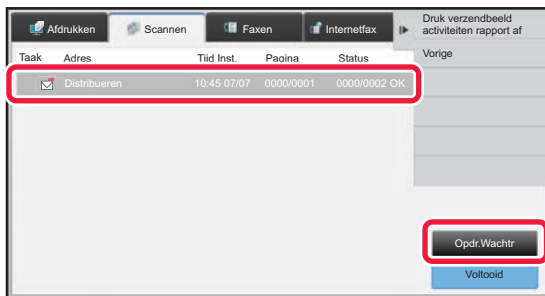 Afdrukken Scannen Faxen Internetfax
Druk verzendbeeld
activiteiten rapport af
Vorige
Taak Adres Tiid Inst. Pagina Status
Distribueren 10:45 07/07 0000/0001 0000/0002 OK
Opdr.Wachtr
Voltooid